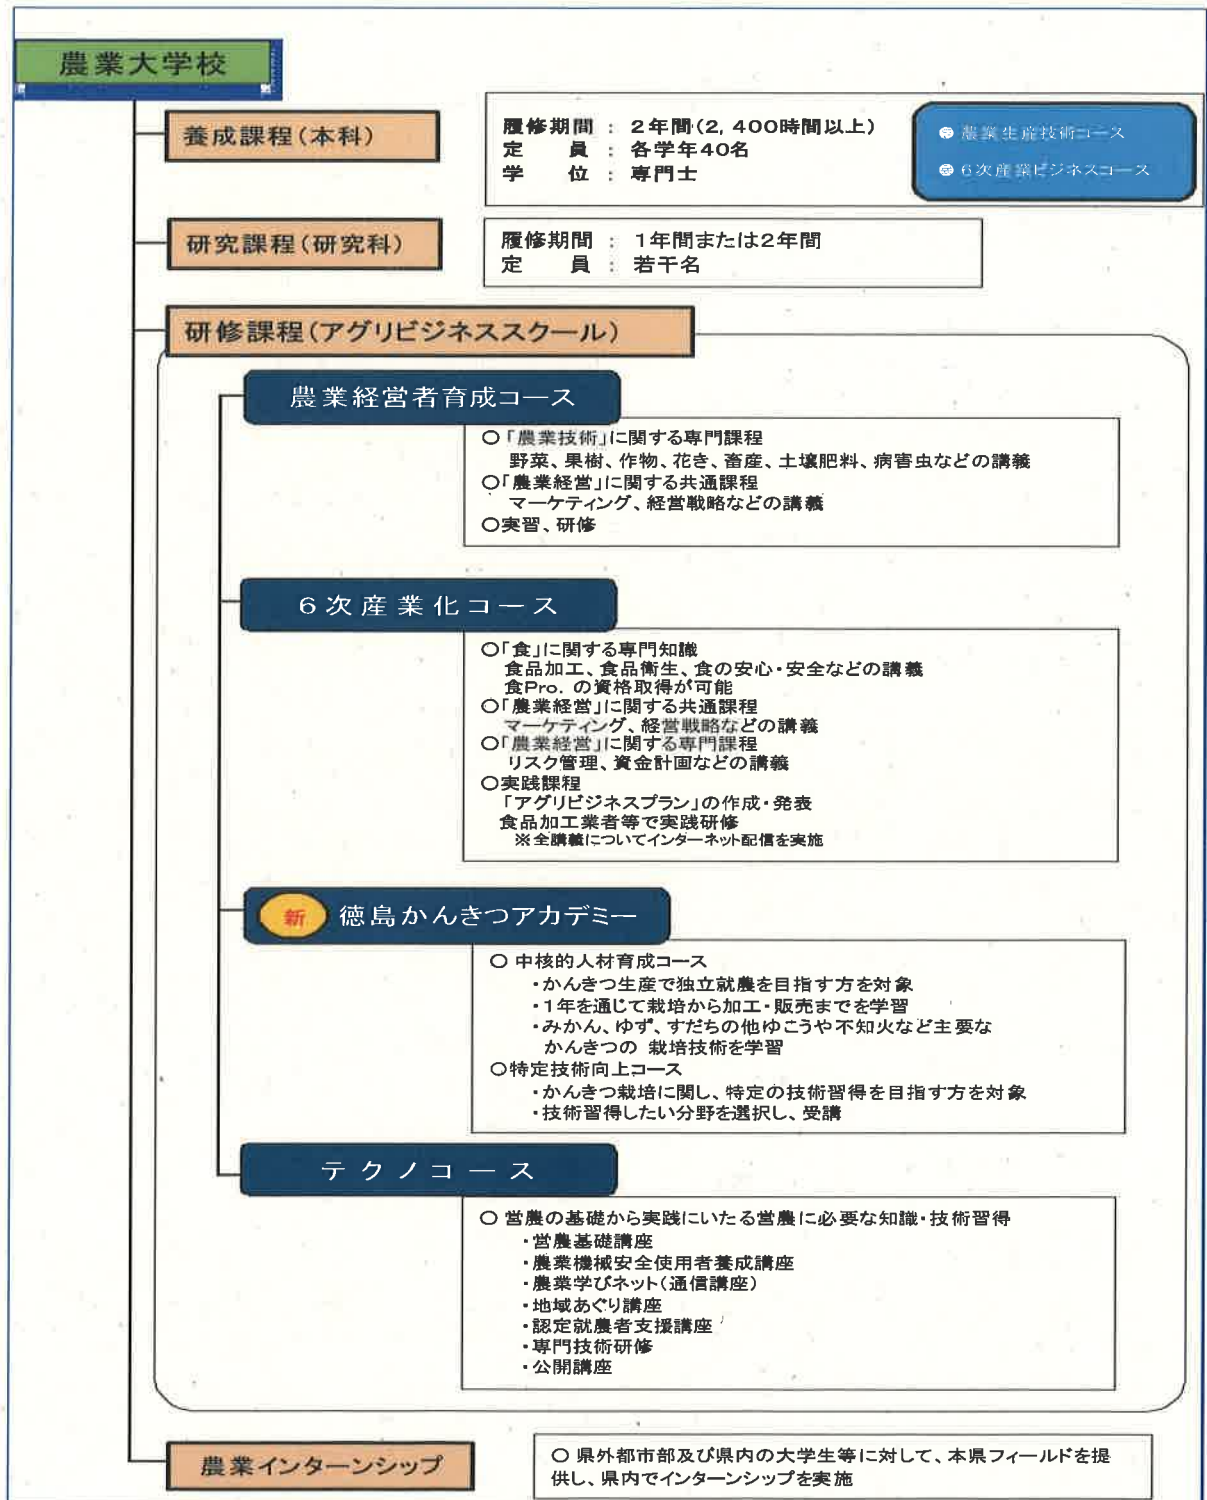 農業大学校
養成課程(本科)
履修期間 : 2年間(2,400時間以上)
定 員 : 各学年40名
学 位 : 専門士
● 農業生産技術コース
● 6次産業ビジネスコース
研究課程(研究科)
履修期間 : 1年間または2年間
定 員 : 若干名
研修課程(アグリビジネススクール)
農業経営者育成コース
○「農業技術」に関する専門課程
野菜、果樹、作物、花き、畜産、土壌肥料、病害虫などの講義
○「農業経営」に関する共通課程
マーケティング、経営戦略などの講義
○実習、研修
6次産業化コース
○「食」に関する専門知識
食品加工、食品衛生、食の安心・安全などの講義
食Pro.の資格取得が可能
○「農業経営」に関する共通課程
マーケティング、経営戦略などの講義
○「農業経営」に関する専門課程
リスク管理、資金計画などの講義
○実践課程
「アグリビジネスプラン」の作成・発表
食品加工業者等で実践研修
※全講義についてインターネット配信を実施
新 徳島かんきつアカデミー
○ 中核的人材育成コース
・かんきつ生産で独立就農を目指す方を対象
・1年を通じて栽培から加工・販売までを学習
・みかん、ゆず、すだちの他ゆこうや不知火など主要な
かんきつの 栽培技術を学習
○特定技術向上コース
・かんきつ栽培に関し、特定の技術習得を目指す方を対象
・技術習得したい分野を選択し、受講
テクノコース
○ 営農の基礎から実践にいたる営農に必要な知識・技術習得
・営農基礎講座
・農業機械安全使用者養成講座
・農業学びネット(通信講座)
・地域あぐり講座
・認定就農者支援講座
・専門技術研修
・公開講座
農業インターンシップ
○ 県外都市部及び県内の大学生等に対して、本県フィールドを提
供し、県内でインターンシップを実施